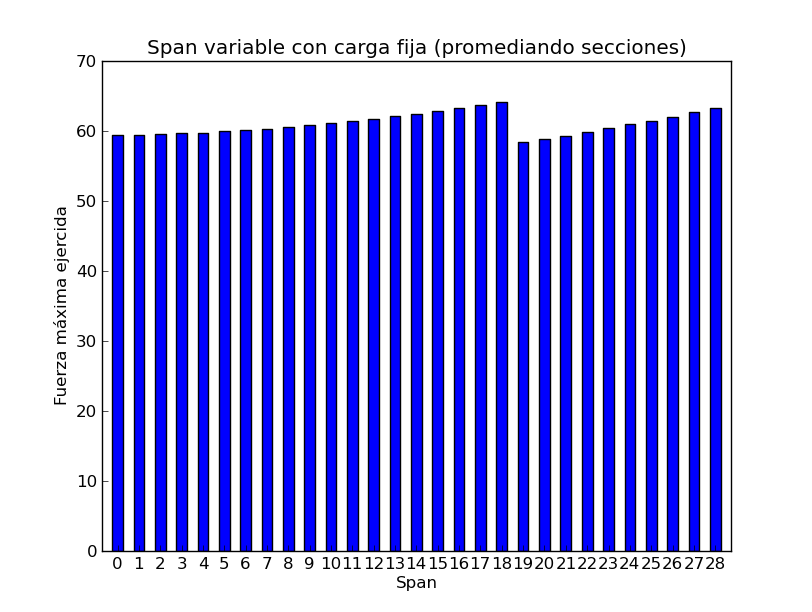 Span variable con carga fija (promediando secciones)
70
60
50
40
30
20
10
0
Fuerza máxima ejercida
0 1 2 3 4 5 6 7 8 9 10 11 12 13 14 15 16 17 18 19 20 21 22 23 24 25 26 27 28
Span